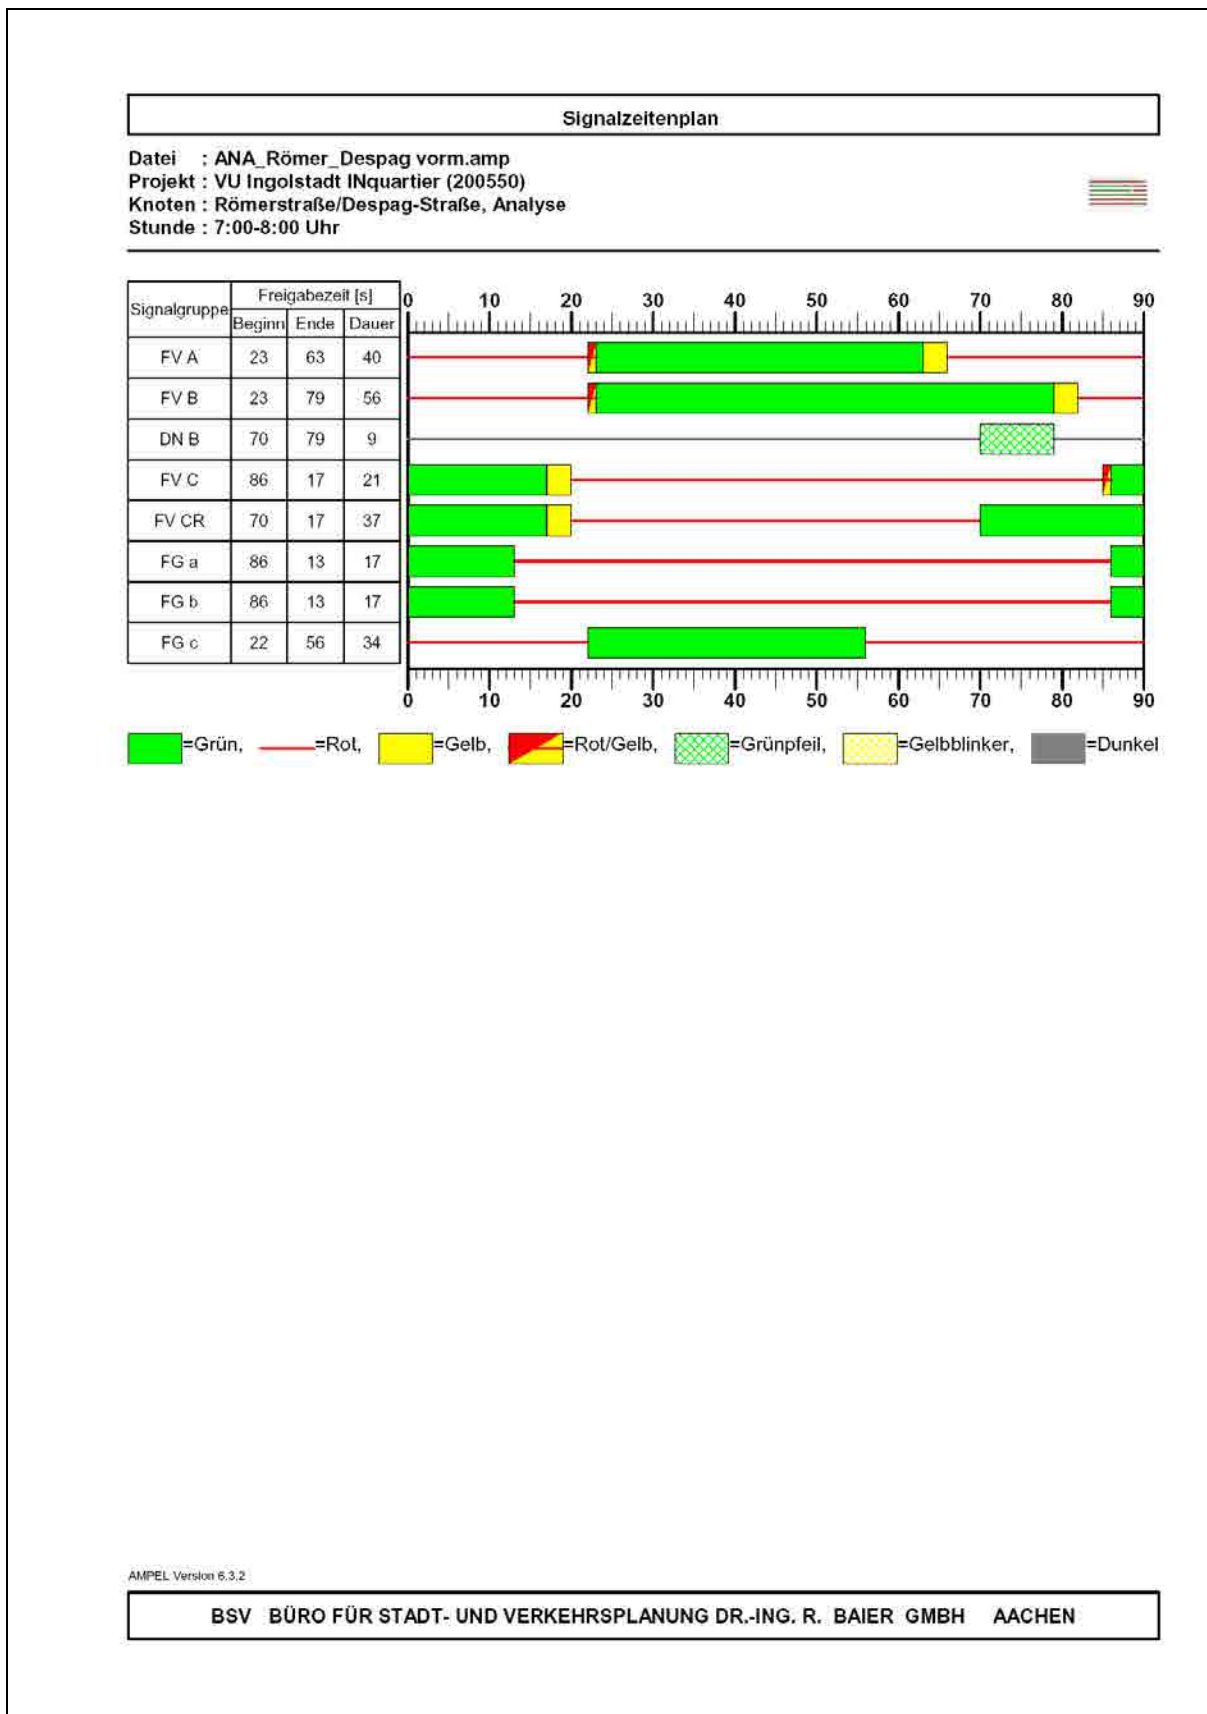 Signalzeitenplan
Datei : ANA_Römer_Despag vorm.amp
Projekt : VU Ingolstadt INquartier (200550)
Knoten : Römerstraße/Despag-Straße, Analyse
Stunde : 7:00-8:00 Uhr
Signalgruppe Freigabezeit [s]
Beginn Ende Dauer
0 10 20 30 40 50 60 70 80 90
FV A 23 63 40
FV B 23 79 56
DN B 70 79 9
FV C 86 17 21
FV CR 70 17 37
FG a 86 13 17
FG b 86 13 17
FG c 22 56 34
0 10 20 30 40 50 60 70 80 90
=Grün, =Rot, =Gelb, =Rot/Gelb, =Grünpfeil, =Gelbblinker, =Dunkel
AMPEL Version 6.3.2
BSV BÜRO FÜR STADT- UND VERKEHRSPLANUNG DR.-ING. R. BAIER GMBH AACHEN